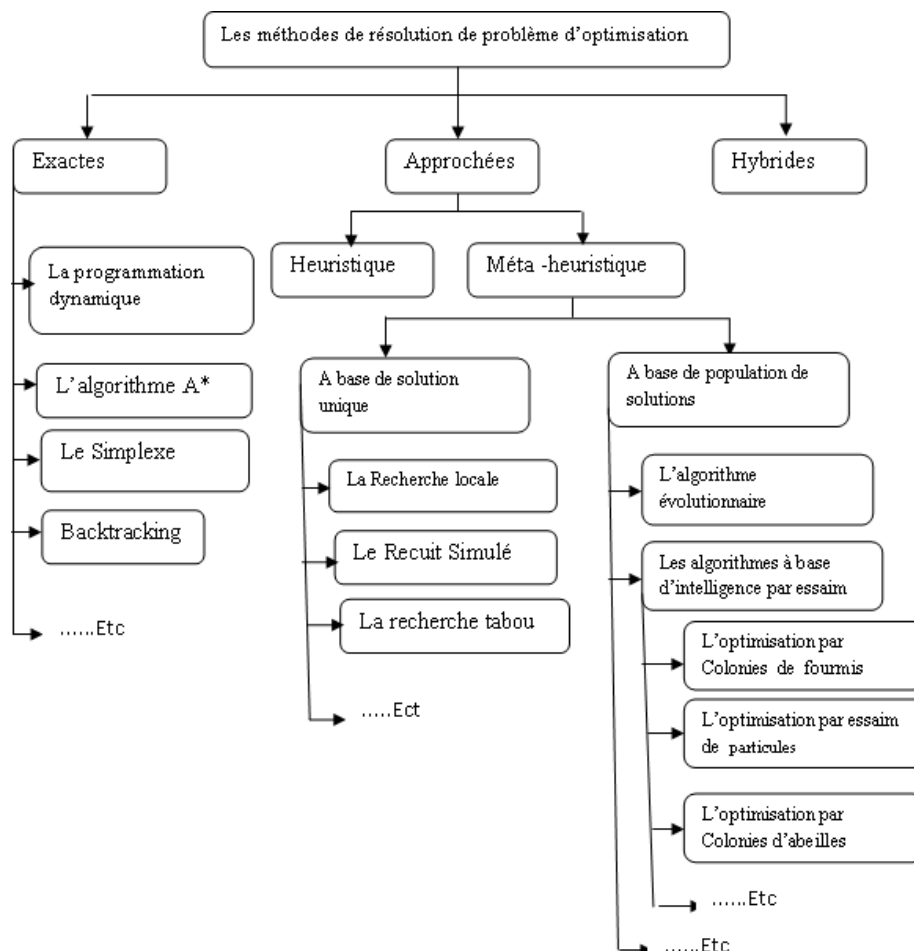 Les méthodes de résolution de problème d'optimisation
Exactes
Approchées
Hybrides
La programmation
dynamique
L'algorithme A*
Le Simplexe
Backtracking
......Etc
Heuristique
Méta -heuristique
A base de solution
unique
La Recherche locale
Le Recuit Simulé
La recherche tabou
.....Ect
A base de population de
solutions
L'algorithme
évolutionnaire
Les algorithmes à base
d'intelligence par essaim
L'optimisation par
Colonies de fourmis
L'optimisation par essaim
de particules
L'optimisation par
Colonies d'abeilles
......Etc
.....Etc